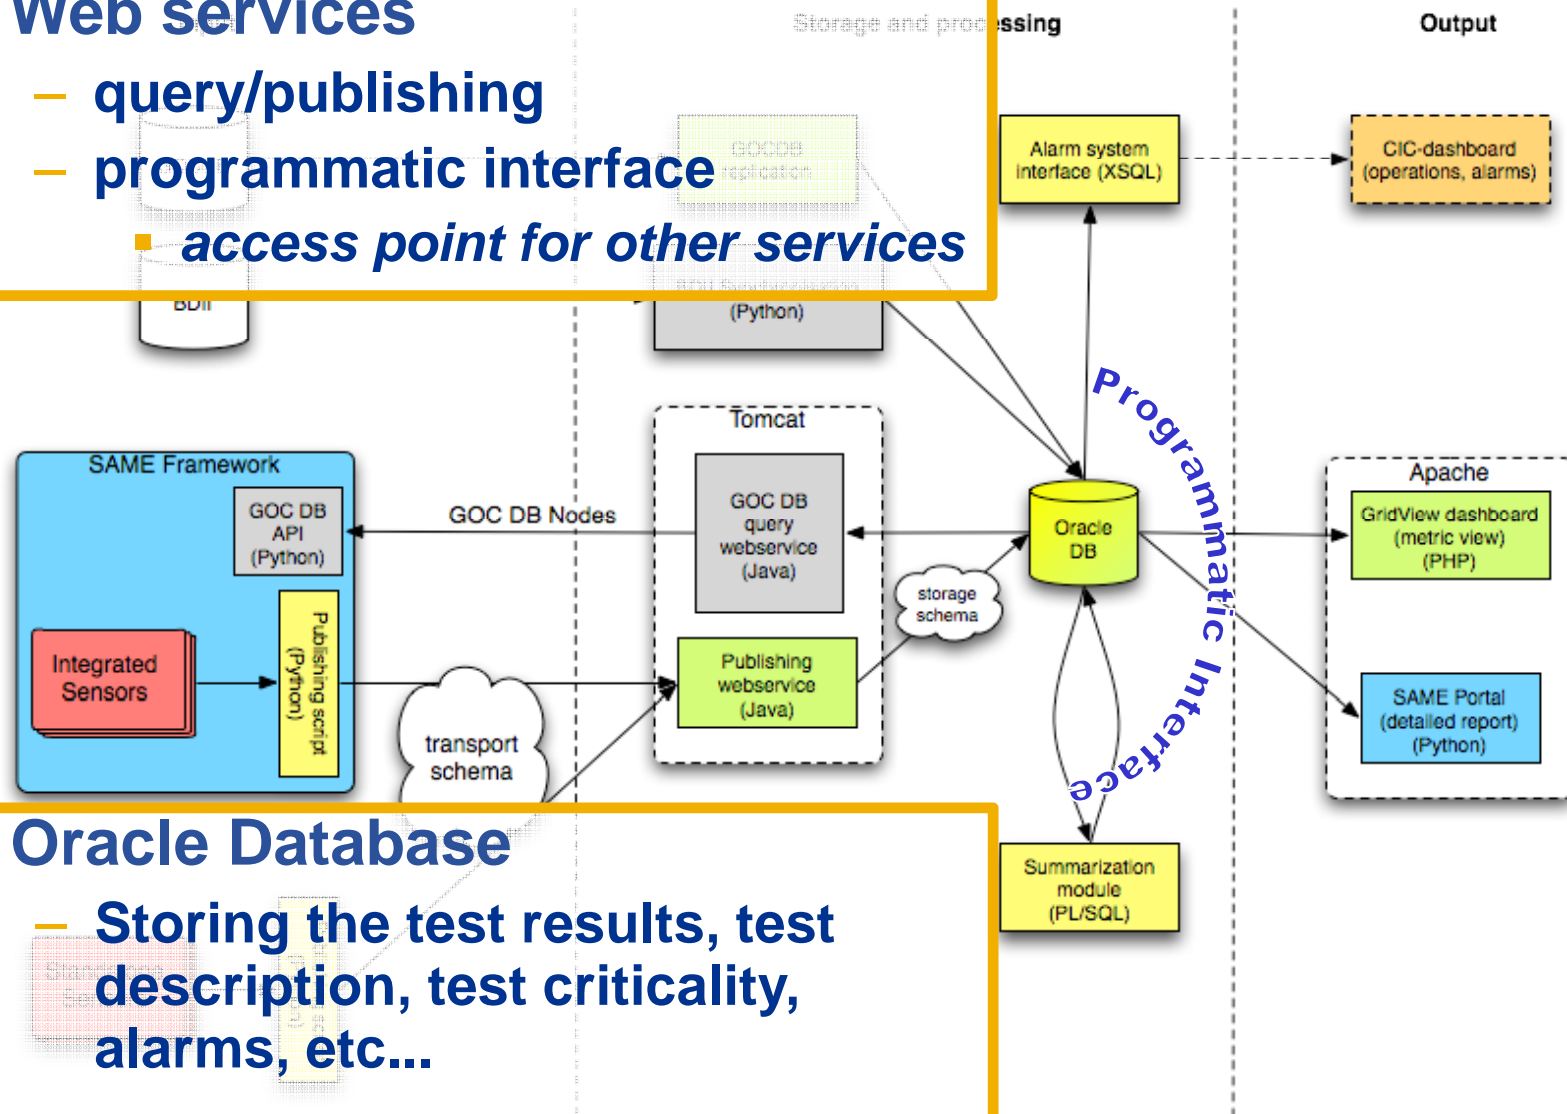 Web services
– query/publishing
– programmatic interface
access point for other services
Storage and processing
Output
Alarm system
interface (XSQL)
CIC-dashboard
(operations, alarms)
BDII
(Python)
Programmatic Interface
Tomcat
GOC DB
query
webservice
(Java)
Publishing
webservice
(Java)
SAME Framework
GOC DB
API
(Python)
GOC DB Nodes
Integrated
Sensors
Publishing script
(Python)
transport
schema
storage
schema
Oracle
DB
Apache
GridView dashboard
(metric view)
(PHP)
SAME Portal
(detailed report)
(Python)
Summarization
module
(PL/SQL)
Oracle Database
– Storing the test results, test
description, test criticality,
alarms, etc...